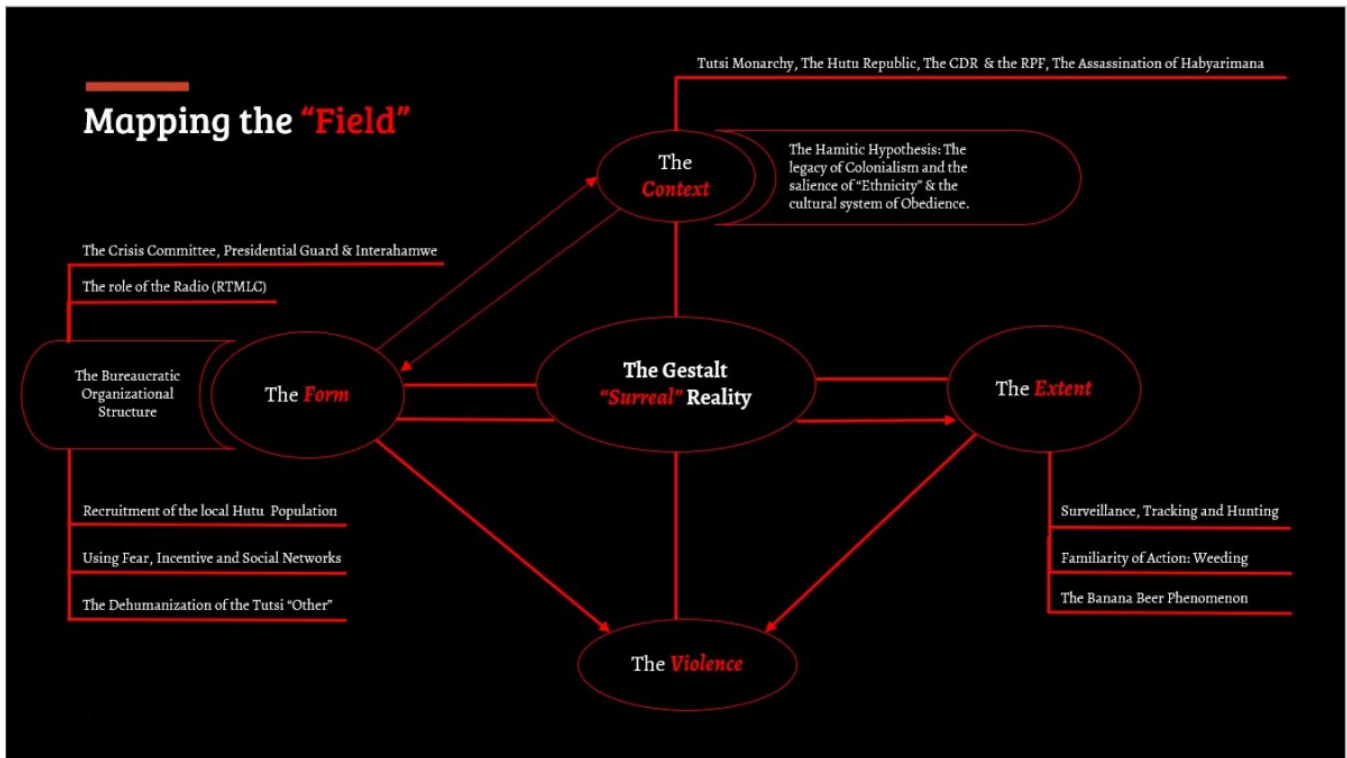 Mapping the “Field”
Tutsi Monarchy, The Hutu Republic, The CDR & the RPF, The Assassination of Habyarimana
The
Context
The Hamitic Hypothesis: The
legacy of Colonialism and the
salience of “Ethnicity” & the
cultural system of Obedience.
The Crisis Committee, Presidential Guard & Interahamwe
The role of the Radio (RTMLC)
The Bureaucratic
Organizational
Structure
The Form
The Gestalt
“Surreal” Reality
The Extent
Recruitment of the local Hutu Population
Using Fear, Incentive and Social Networks
The Dehumanization of the Tutsi “Other”
Surveillance, Tracking and Hunting
Familiarity of Action: Weeding
The Banana Beer Phenomenon
The Violence